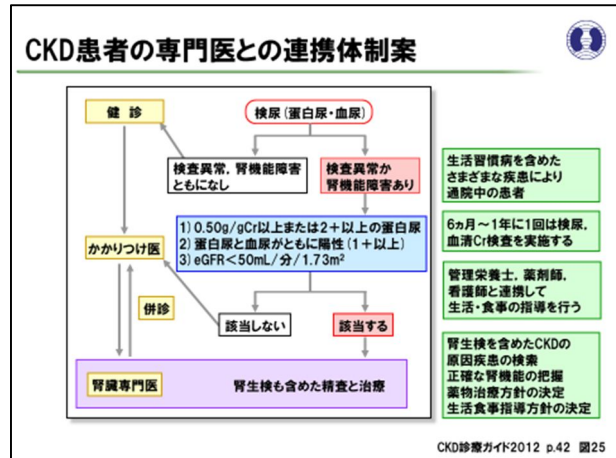 CKD患者の専門医との連携体制案
健 診
検尿(蛋白尿・血尿)
検査異常,腎機能障害
ともになし
検査異常か
腎機能障害あり
1) 0.50g/gCr以上または2+以上の蛋白尿
2) 蛋白尿と血尿がともに陽性(1+以上)
3) eGFR<50mL/分/1.73m²
かかりつけ医
併診
該当しない
該当する
腎臓専門医
腎生検も含めた精査と治療
生活習慣病を含めた
さまざまな疾患により
通院中の患者
6ヵ月~1年に1回は検尿,
血清Cr検査を実施する
管理栄養士,薬剤師,
看護師と連携して
生活・食事の指導を行う
腎生検を含めたCKDの
原因疾患の検索
正確な腎機能の把握
薬物治療方針の決定
生活食事指導方針の決定
CKD診療ガイド2012 p.42 図25